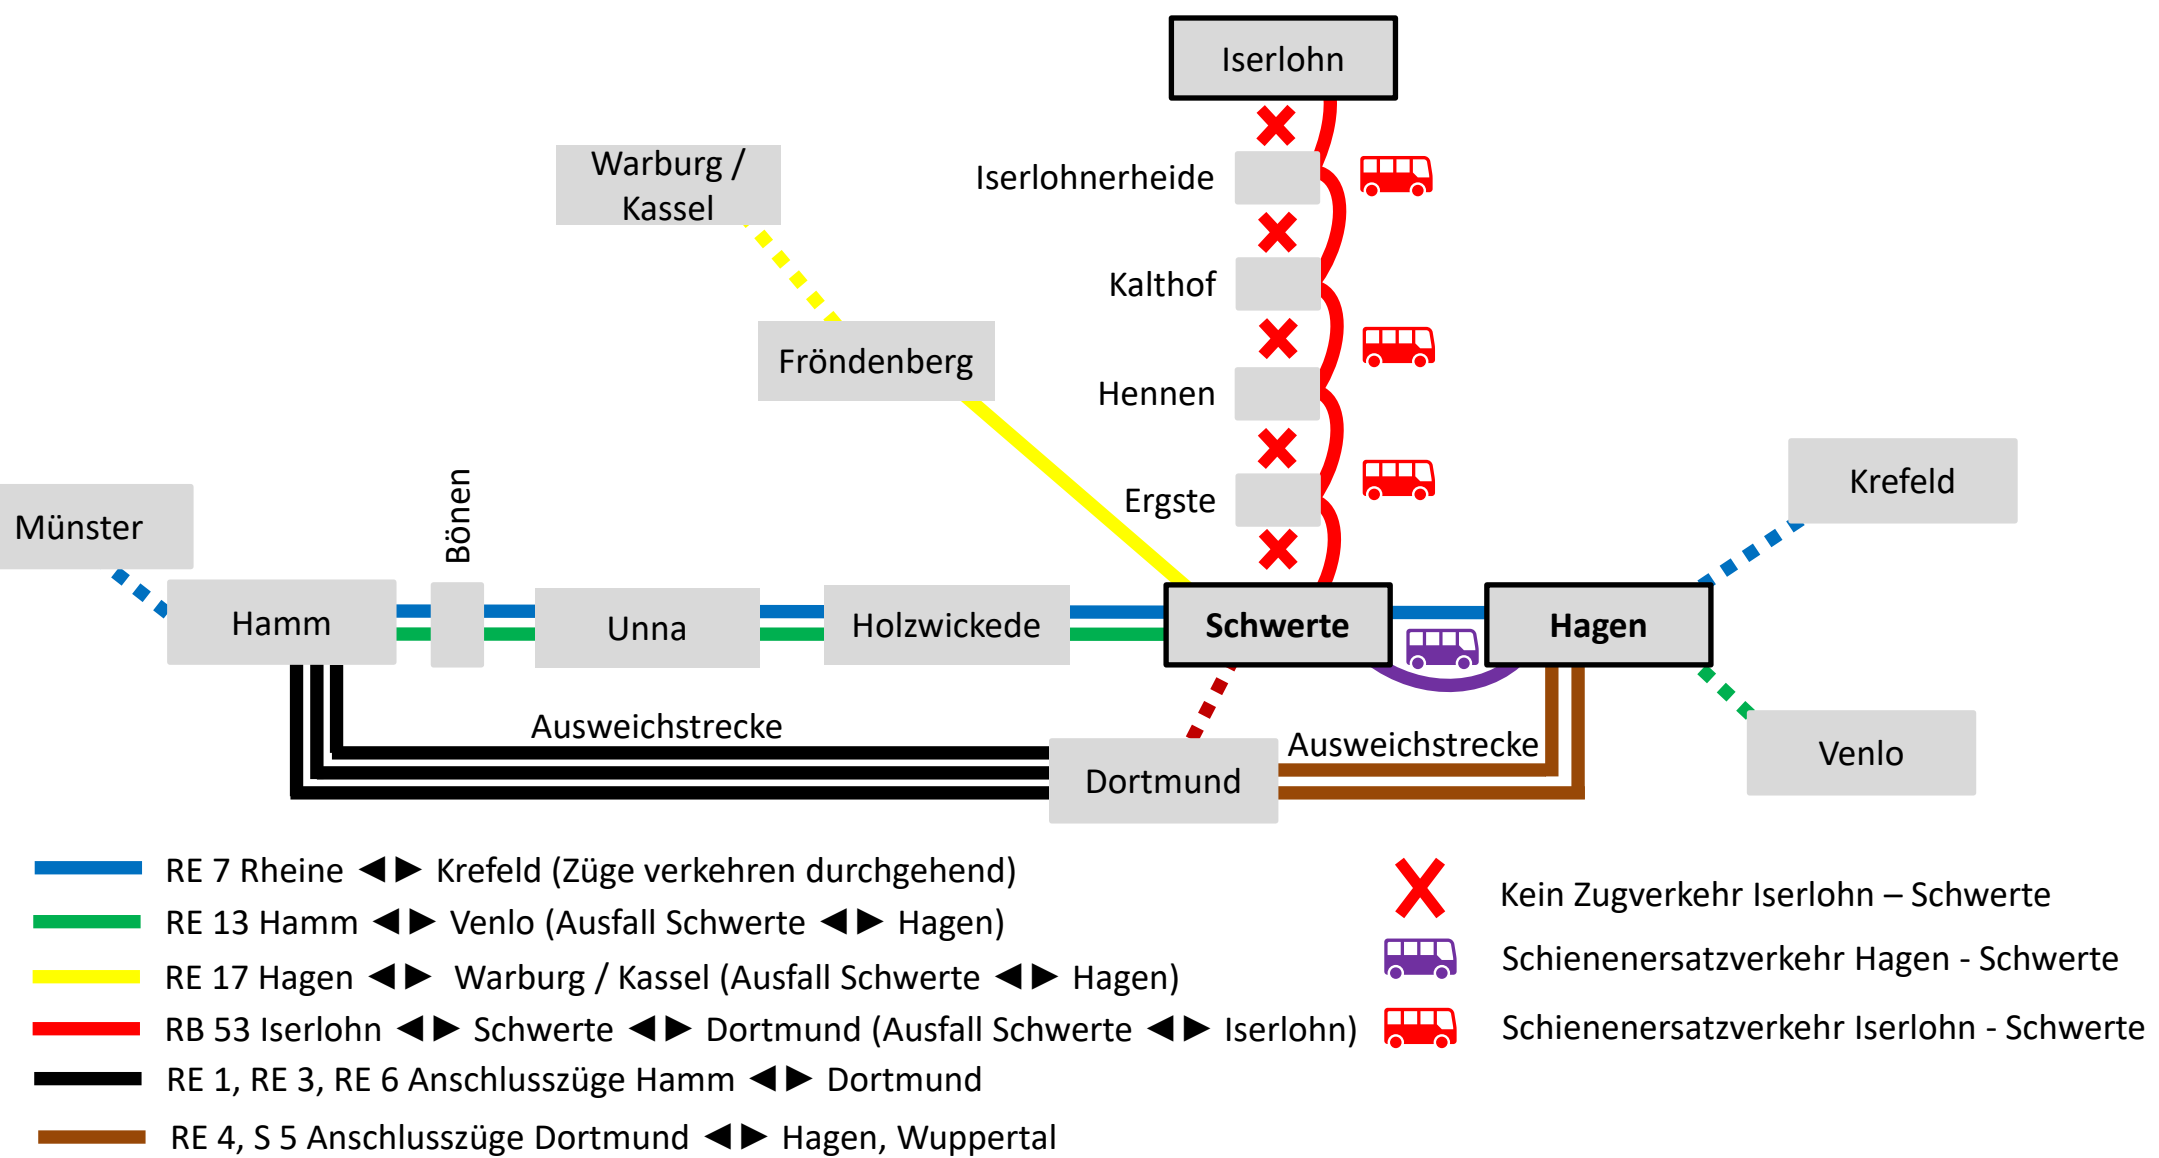 Iserlohn
Warburg /
Kassel
Iserlohnerheide
Kalthof
Fröndenberg
Hennen
Krefeld
Ergste
Münster
Bönen
Hamm
Unna
Holzwickede
Schwerte
Hagen
Ausweichstrecke
Ausweichstrecke
Dortmund
Venlo
RE 7 Rheine ◄► Krefeld (Züge verkehren durchgehend)
RE 13 Hamm ◄► Venlo (Ausfall Schwerte ◄► Hagen)
RE 17 Hagen ◄► Warburg / Kassel (Ausfall Schwerte ◄► Hagen)
RB 53 Iserlohn ◄► Schwerte ◄► Dortmund (Ausfall Schwerte ◄► Iserlohn)
RE 1, RE 3, RE 6 Anschlusszüge Hamm ◄► Dortmund
RE 4, S 5 Anschlusszüge Dortmund ◄► Hagen, Wuppertal
Kein Zugverkehr Iserlohn – Schwerte
Schienenersatzverkehr Hagen - Schwerte
Schienenersatzverkehr Iserlohn - Schwerte